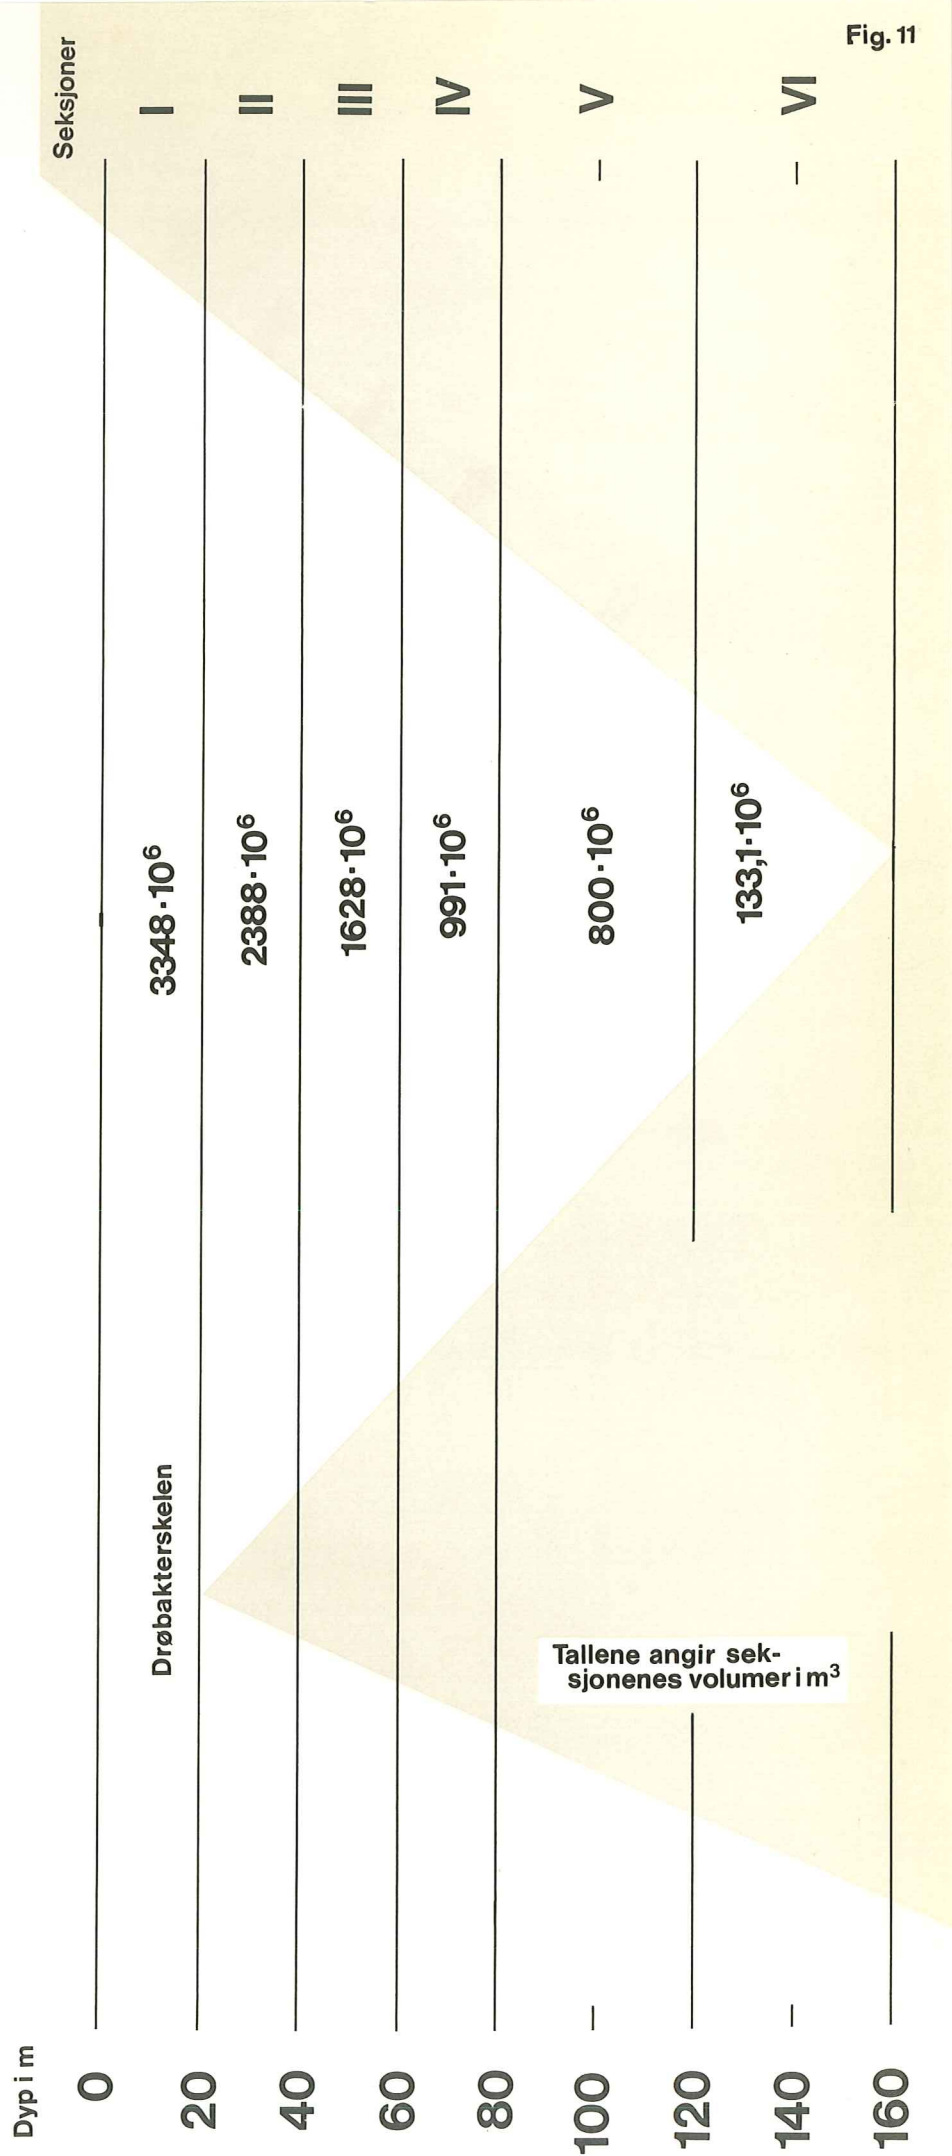 Fig. 11
Dyp i m
Seksjoner
0
I
3348·10⁶
Drøbakterskelen
20
II
2388·10⁶
40
III
1628·10⁶
60
IV
991·10⁶
80
V
800·10⁶
100
Tallene angir sek-
sjonenes volumer i m³
120
VI
133,1·10⁶
140
160